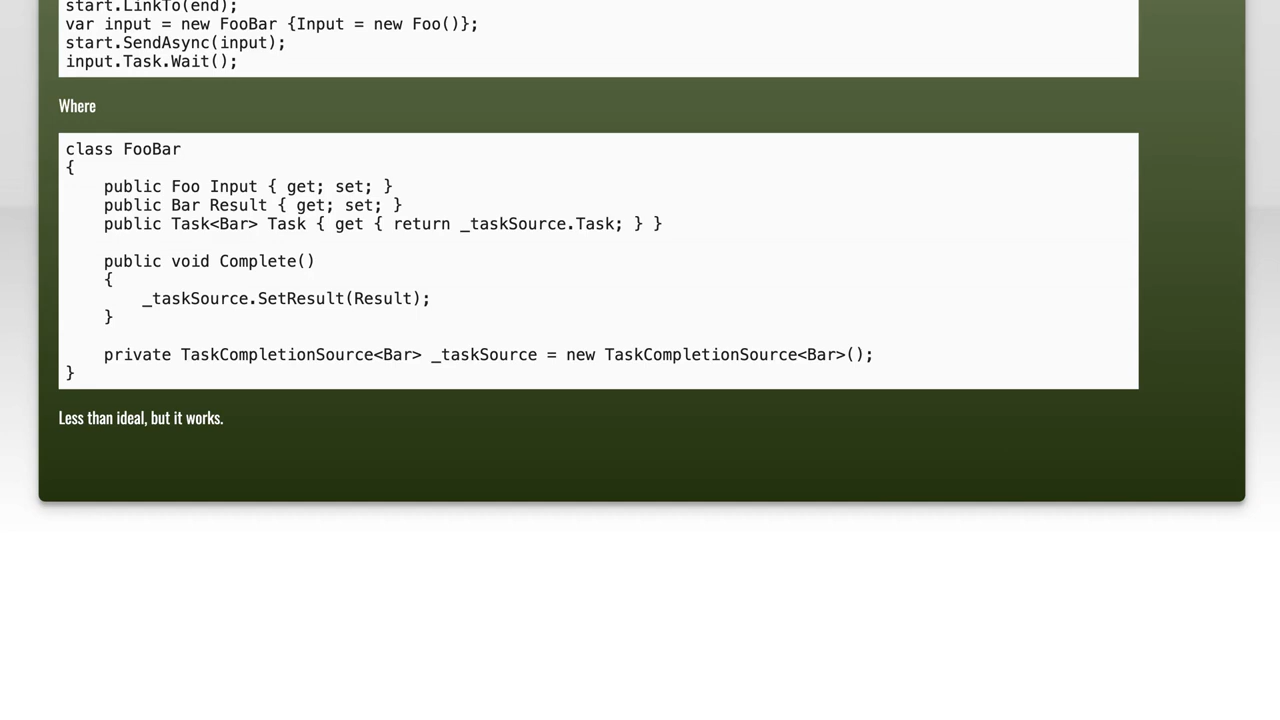 start.LinkTo(end);
var input = new FooBar {Input = new Foo()};
start.SendAsync(input);
input.Task.Wait();
Where
class FooBar
{
    public Foo Input { get; set; }
    public Bar Result { get; set; }
    public Task<Bar> Task { get { return _taskSource.Task; } }

    public void Complete()
    {
        _taskSource.SetResult(Result);
    }

    private TaskCompletionSource<Bar> _taskSource = new TaskCompletionSource<Bar>();
}
Less than ideal, but it works.